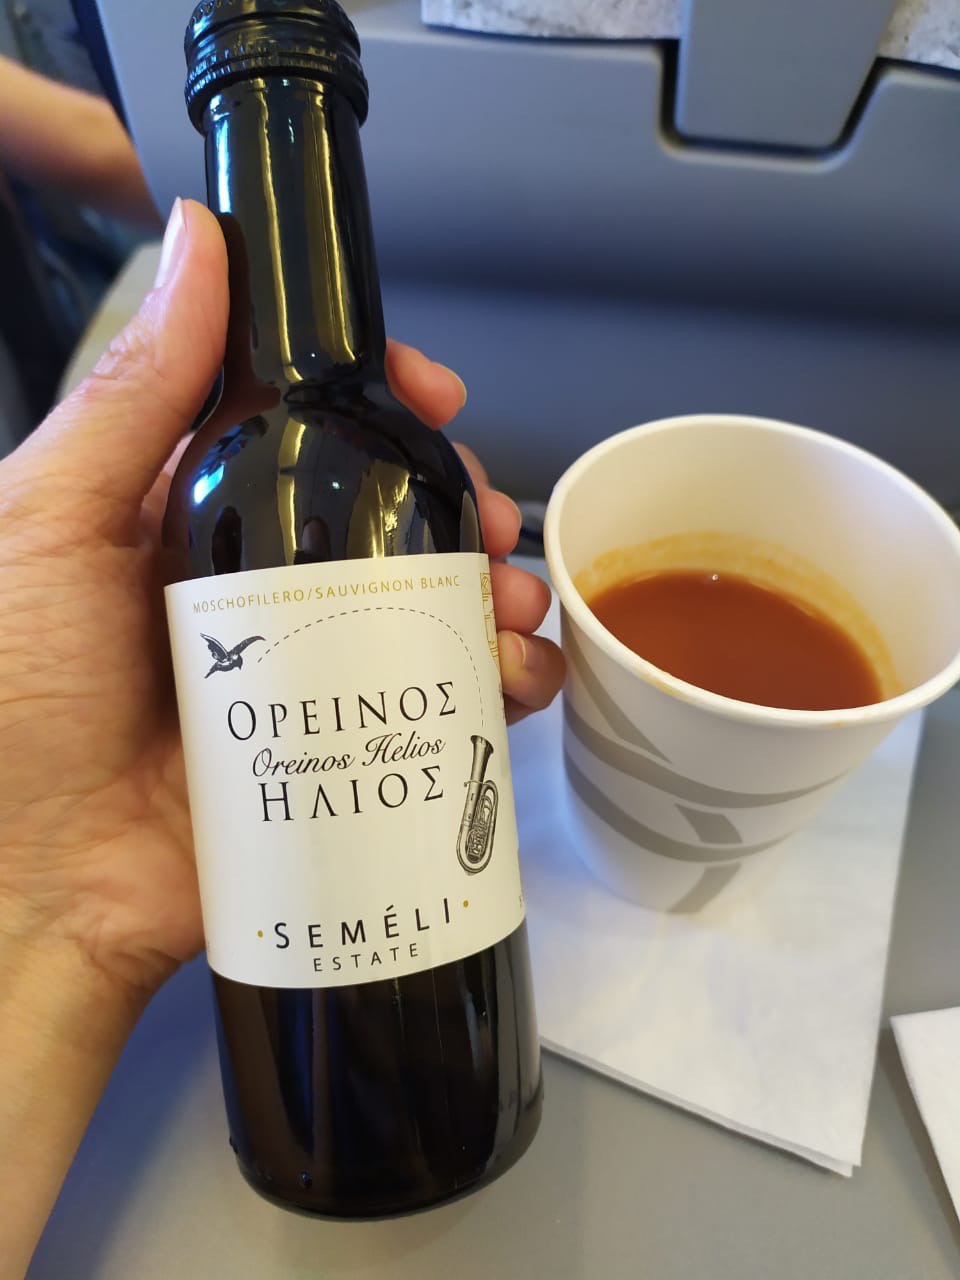 MOSCHOFILERO/SAUVIGNON BLANC
ΟΡΕΙΝΟΣ
Oreinos Helios
ΗΛΙΟΣ
SEMÉLI
ESTATE